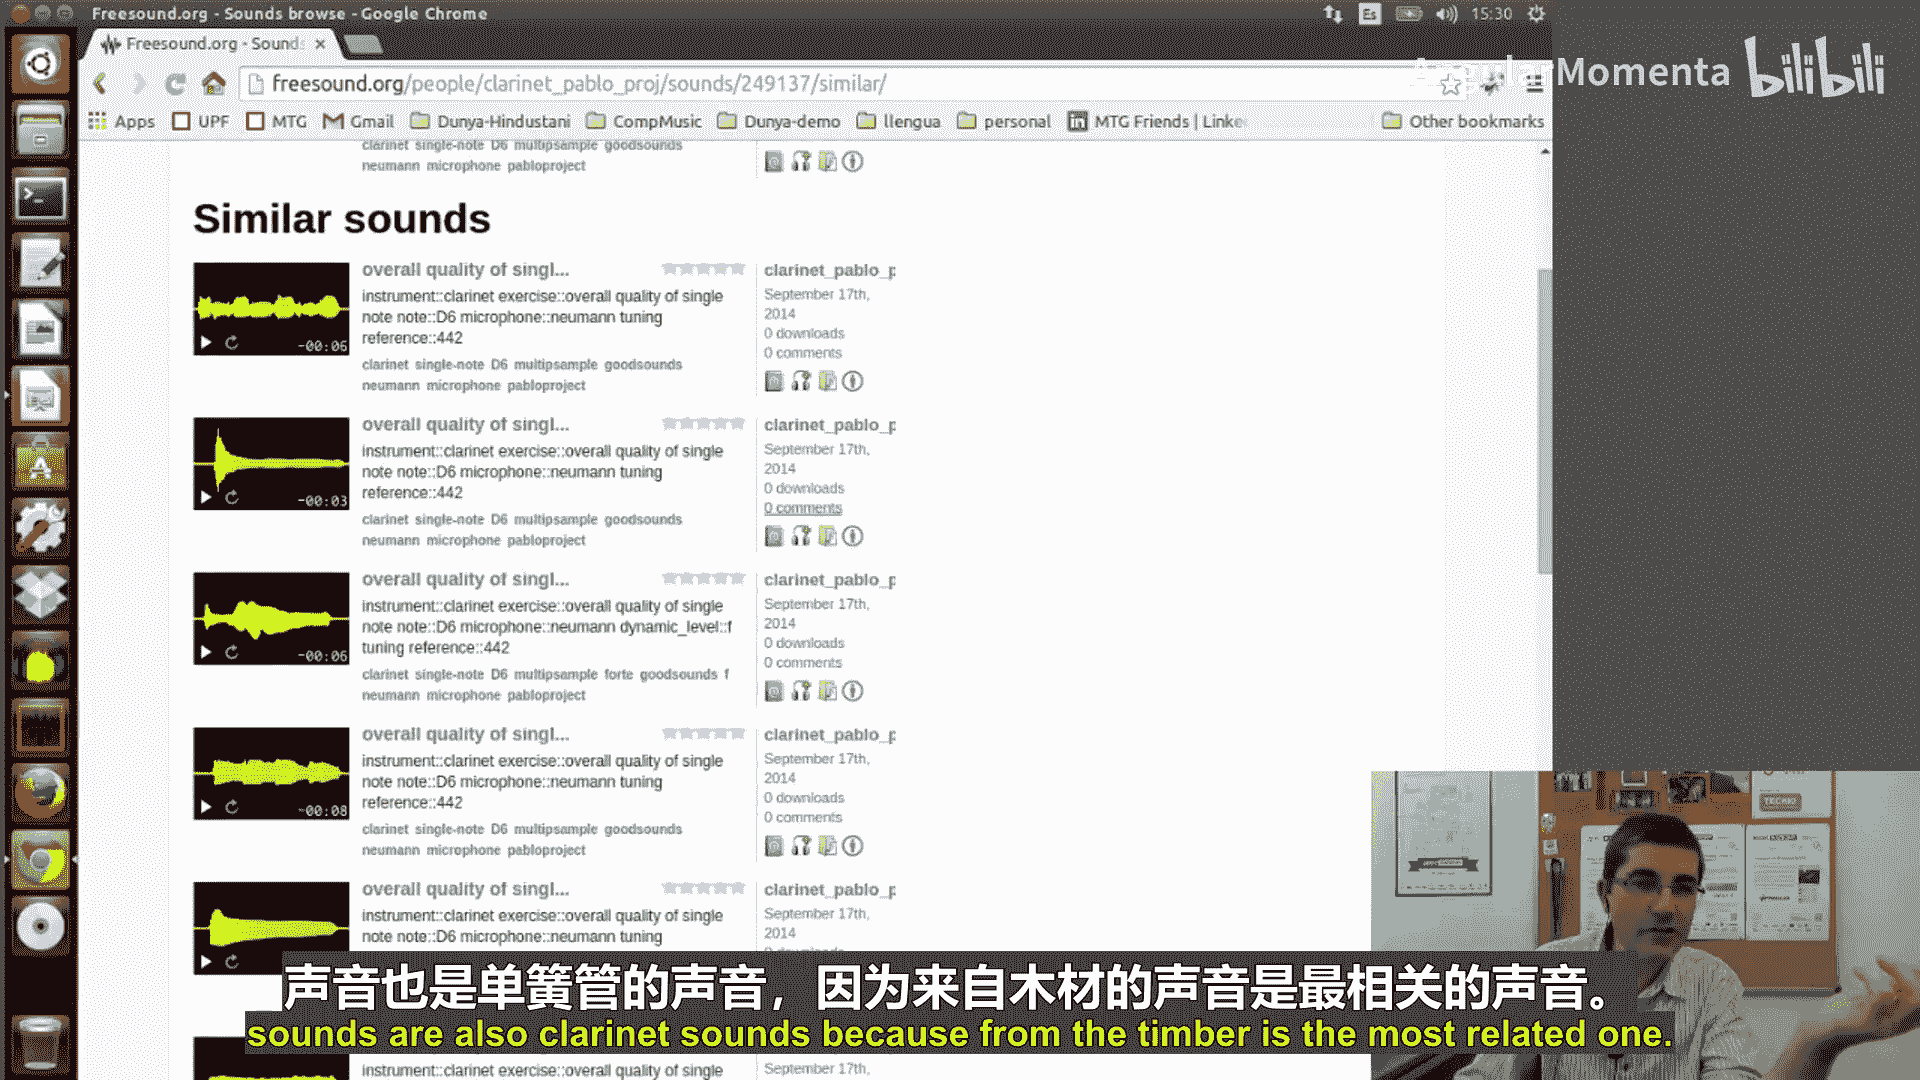 Freesound.org - Sounds browse - Google Chrome
Es
15:30
Freesound.org - Sounds
freesound.org/people/clarinet_pablo_proj/sounds/249137/similar/
AngularMomenta
bilibili
Apps UPF MTG Gmail Dunya-Hindustani CompMusic Dunya-demo llengua personal MTG Friends | Linke Other bookmarks
clarinet single-note D6 multipsample goodsounds
neumann microphone pabloproject
Similar sounds
overall quality of singl...
instrument::clarinet exercise::overall quality of single
note note::D6 microphone::neumann tuning
reference::442
clarinet single-note D6 multipsample goodsounds
neumann microphone pabloproject
-00:06
clarinet_pablo_p
September 17th,
2014
0 downloads
0 comments
overall quality of singl...
instrument::clarinet exercise::overall quality of single
note note::D6 microphone::neumann tuning
reference::442
clarinet single-note D6 multipsample goodsounds
neumann microphone pabloproject
-00:03
clarinet_pablo_p
September 17th,
2014
0 downloads
0 comments
overall quality of singl...
instrument::clarinet exercise::overall quality of single
note note::D6 microphone::neumann dynamic_level::f
tuning reference::442
clarinet single-note D6 multipsample forte goodsounds f
neumann microphone pabloproject
-00:06
clarinet_pablo_p
September 17th,
2014
0 downloads
0 comments
overall quality of singl...
instrument::clarinet exercise::overall quality of single
note note::D6 microphone::neumann tuning
reference::442
clarinet single-note D6 multipsample goodsounds
neumann microphone pabloproject
-00:08
clarinet_pablo_p
September 17th,
2014
0 downloads
0 comments
overall quality of singl...
instrument::clarinet exercise::overall quality of single
note note::D6 microphone::neumann tuning
clarinet_pablo_p
September 17th,
2014
声音也是单簧管的声音，因为来自木材的声音是最相关的声音。
sounds are also clarinet sounds because from the timber is the most related one.
instrument::clarinet exercise::overall quality of single
September 17th,